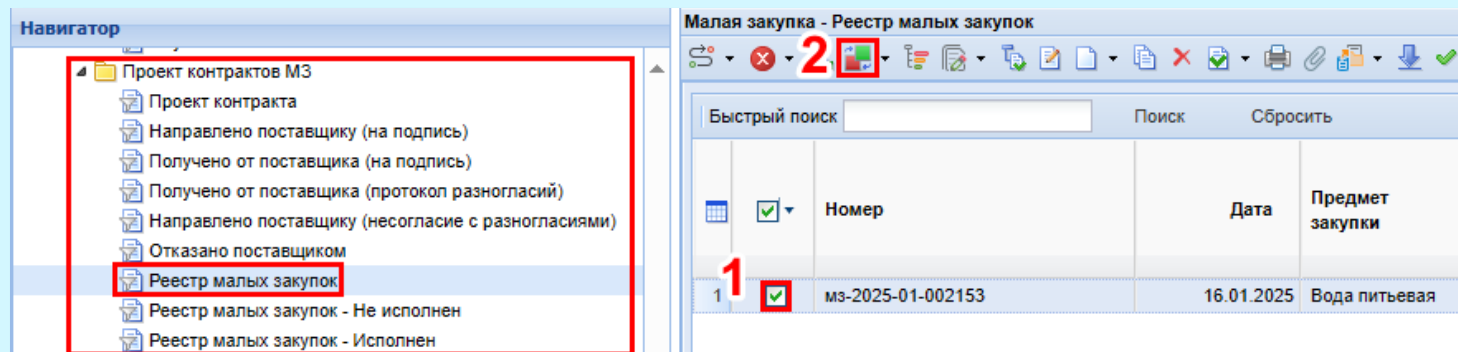 Навигатор
Проект контрактов МЗ
Проект контракта
Направлено поставщику (на подпись)
Получено от поставщика (на подпись)
Получено от поставщика (протокол разногласий)
Направлено поставщику (несогласие с разногласиями)
Отказано поставщиком
Реестр малых закупок
Реестр малых закупок - Не исполнен
Реестр малых закупок - Исполнен
Малая закупка - Реестр малых закупок
2
Быстрый поиск Поиск Сбросить
Номер Дата Предмет
закупки
1
1 мз-2025-01-002153 16.01.2025 Вода питьевая